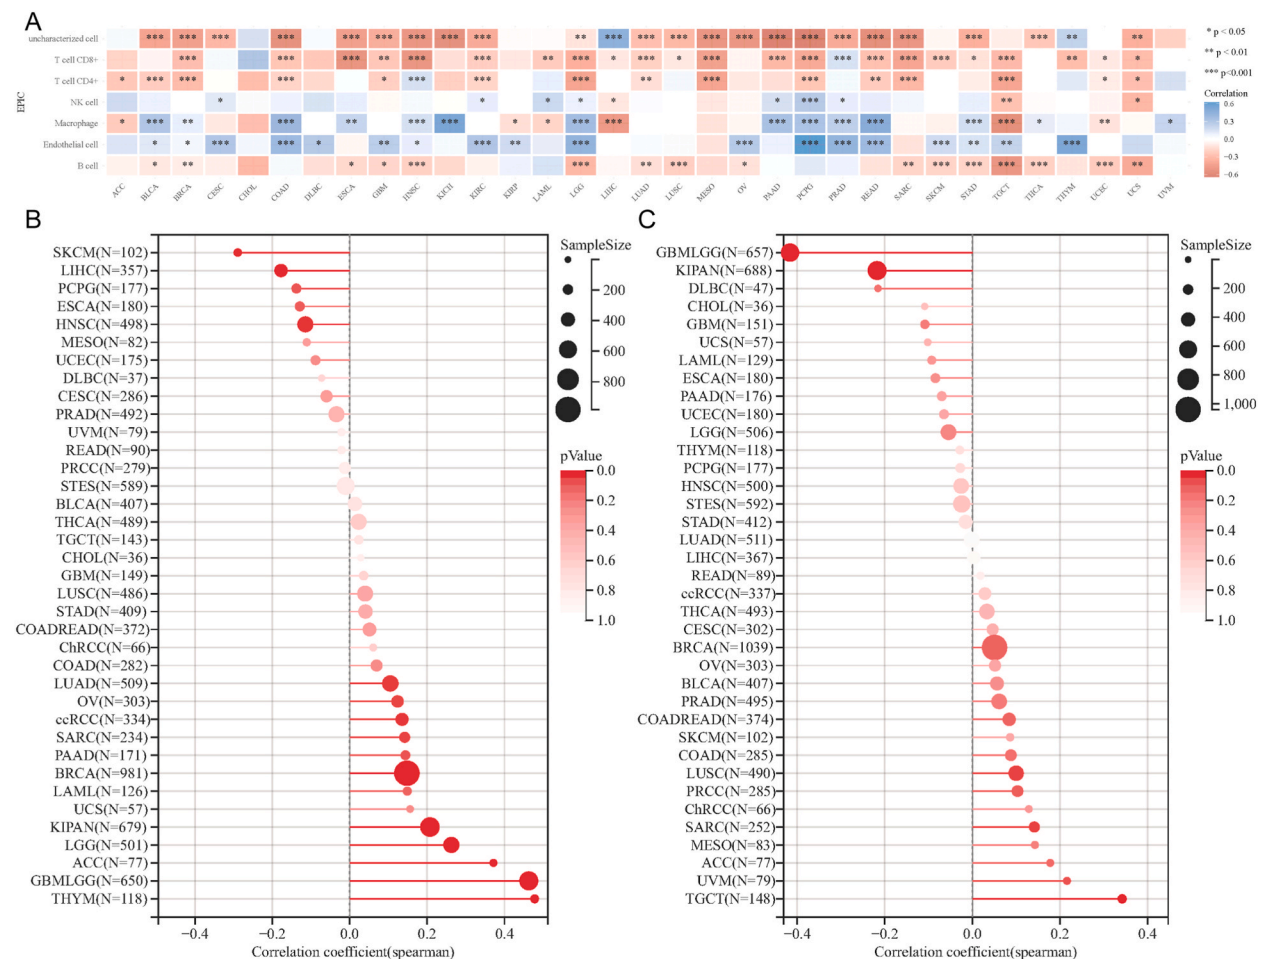 A
uncharacterized cell
*** *** *** *** *** *** *** *** *** ** *** *** *** *** *** *** *** *** *** *** *** ** **
T cell CD8+
*** *** *** ** *** ** *** * *** * *** *** *** *** *** *** * *** ** * *
T cell CD4+
* *** *** *** * *** *** *** ** *** *** ** *** *** * *
NK cell
* * * * * * *** * ** *
Macrophage
* *** ** *** ** *** *** * * *** *** *** *** *** *** *** * ** *
Endothelial cell
* * *** *** * ** * *** ** *** ** *** *** *** *** ** ** ***
B cell
* ** *** * * *** *** ** *** * ** *** *** *** *** *** **
EPIC
ACC BLCA BRCA CESC CHOL COAD DLBC ESCA GBM HNSC KICH KIRC KIRP LAML LGG LIHC LUAD LUSC MESO OV PAAD PCPG PRAD READ SARC SKCM STAD TGCT THCA THYM UCEC UCS UVM
* p < 0.05
** p < 0.01
*** p<0.001
Correlation
0.6
0.3
0.0
−0.3
−0.6
B
SKCM(N=102)
LIHC(N=357)
PCPG(N=177)
ESCA(N=180)
HNSC(N=498)
MESO(N=82)
UCEC(N=175)
DLBC(N=37)
CESC(N=286)
PRAD(N=492)
UVM(N=79)
READ(N=90)
PRCC(N=279)
STES(N=589)
BLCA(N=407)
THCA(N=489)
TGCT(N=143)
CHOL(N=36)
GBM(N=149)
LUSC(N=486)
STAD(N=409)
COADREAD(N=372)
ChRCC(N=66)
COAD(N=282)
LUAD(N=509)
OV(N=303)
ccRCC(N=334)
SARC(N=234)
PAAD(N=171)
BRCA(N=981)
LAML(N=126)
UCS(N=57)
KIPAN(N=679)
LGG(N=501)
ACC(N=77)
GBMLGG(N=650)
THYM(N=118)
−0.4 −0.2 0.0 0.2 0.4
Correlation coefficient(spearman)
SampleSize
200
400
600
800
pValue
0.0
0.2
0.4
0.6
0.8
1.0
C
GBMLGG(N=657)
KIPAN(N=688)
DLBC(N=47)
CHOL(N=36)
GBM(N=151)
UCS(N=57)
LAML(N=129)
ESCA(N=180)
PAAD(N=176)
UCEC(N=180)
LGG(N=506)
THYM(N=118)
PCPG(N=177)
HNSC(N=500)
STES(N=592)
STAD(N=412)
LUAD(N=511)
LIHC(N=367)
READ(N=89)
ccRCC(N=337)
THCA(N=493)
CESC(N=302)
BRCA(N=1039)
OV(N=303)
BLCA(N=407)
PRAD(N=495)
COADREAD(N=374)
SKCM(N=102)
COAD(N=285)
LUSC(N=490)
PRCC(N=285)
ChRCC(N=66)
SARC(N=252)
MESO(N=83)
ACC(N=77)
UVM(N=79)
TGCT(N=148)
−0.4 −0.2 0.0 0.2 0.4
Correlation coefficient(spearman)
SampleSize
200
400
600
800
1,000
pValue
0.0
0.2
0.4
0.6
0.8
1.0